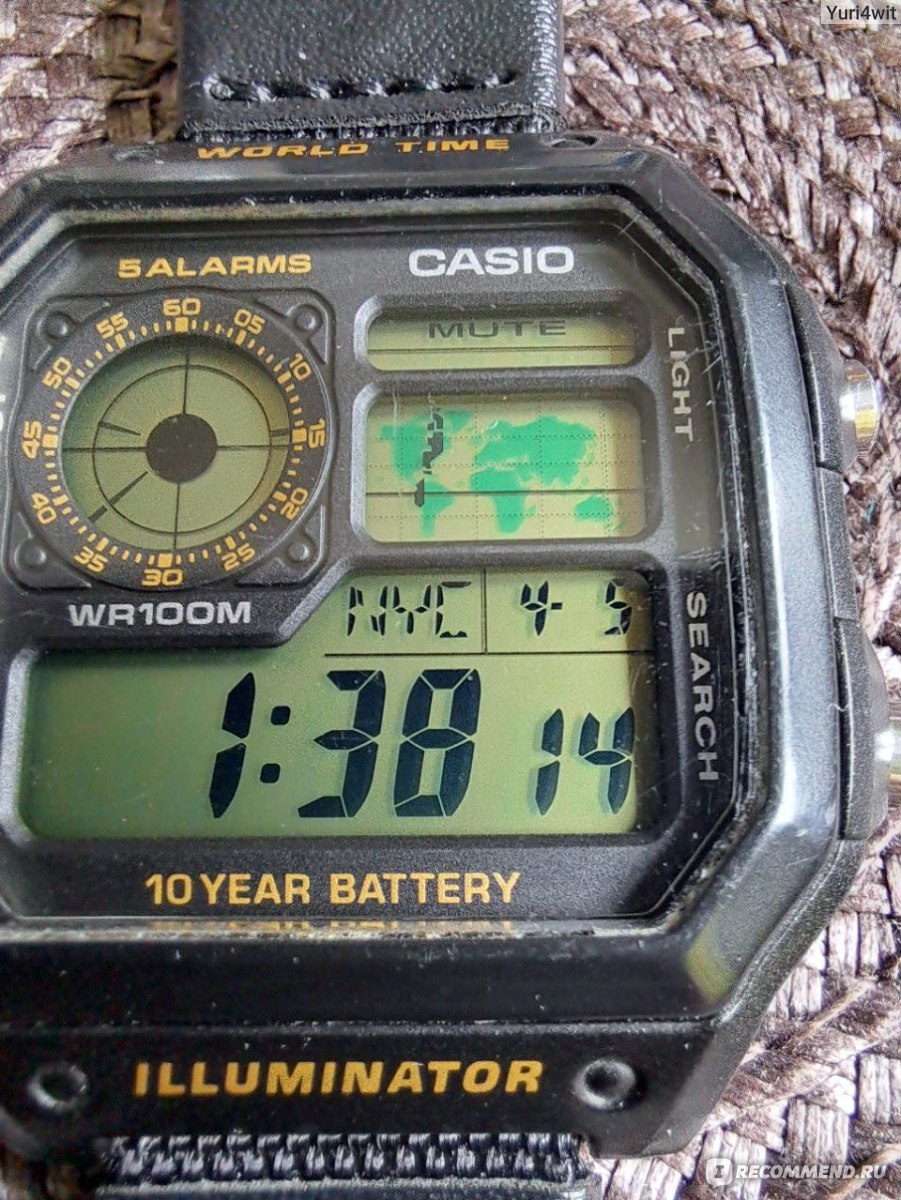 Yuri4wit
WORLD TIME
5 ALARMS
CASIO
MUTE
60
05
10
15
20
25
30
35
40
45
50
55
LIGHT
WR100M
NYC 4-5
1:38 14
SEARCH
10 YEAR BATTERY
ILLUMINATOR
RECOMMEND.RU